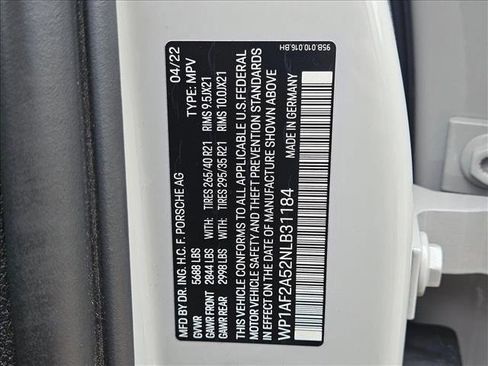 95B.010.016.BH
MFD. BY DR. ING. H.C. F. PORSCHE AG 04/22
GVWR 5688 LBS TYPE: MPV
GAWR FRONT 2844 LBS WITH: TIRES 265/40 R21 RIMS 9.5JX21
GAWR REAR 2998 LBS WITH: TIRES 295/35 R21 RIMS 10.0JX21
THIS VEHICLE CONFORMS TO ALL APPLICABLE U.S. FEDERAL
MOTOR VEHICLE SAFETY AND THEFT PREVENTION STANDARDS
IN EFFECT ON THE DATE OF MANUFACTURE SHOWN ABOVE
WP1AF2A52NLB31184 MADE IN GERMANY